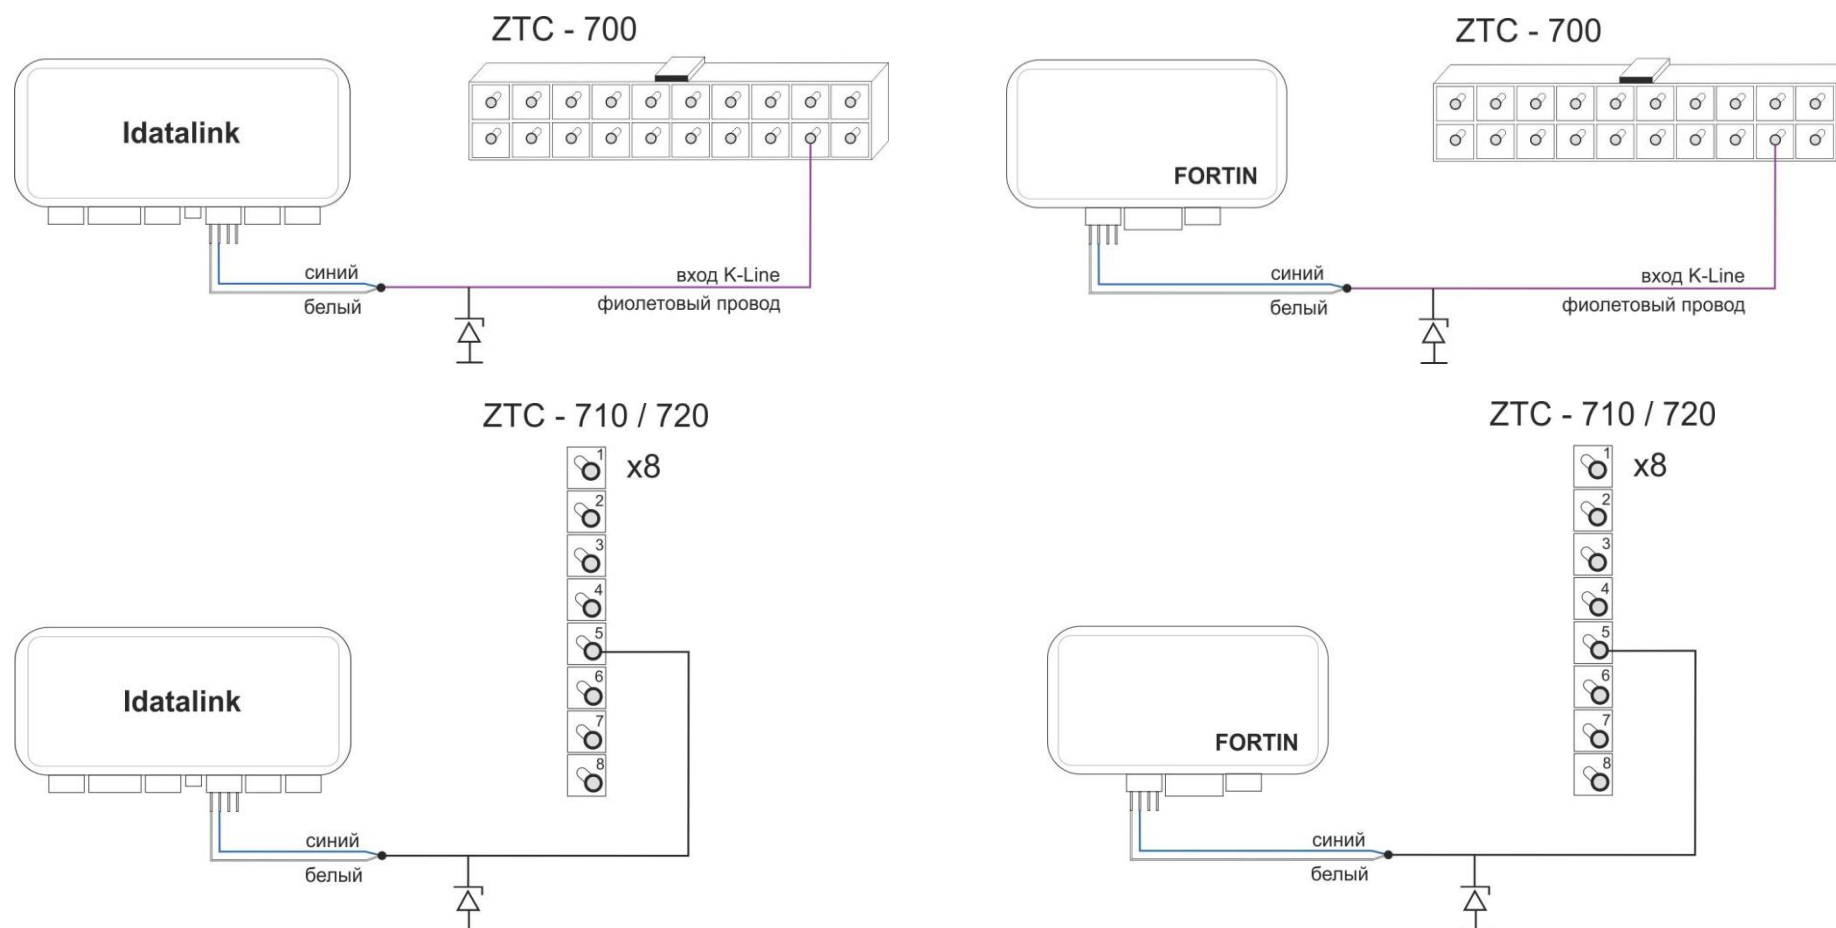 ZTC - 700
Idatalink
синий
белый
вход K-Line
фиолетовый провод
ZTC - 700
FORTIN
синий
белый
вход K-Line
фиолетовый провод
ZTC - 710 / 720
x8
1
2
3
4
5
6
7
8
Idatalink
синий
белый
ZTC - 710 / 720
x8
1
2
3
4
5
6
7
8
FORTIN
синий
белый